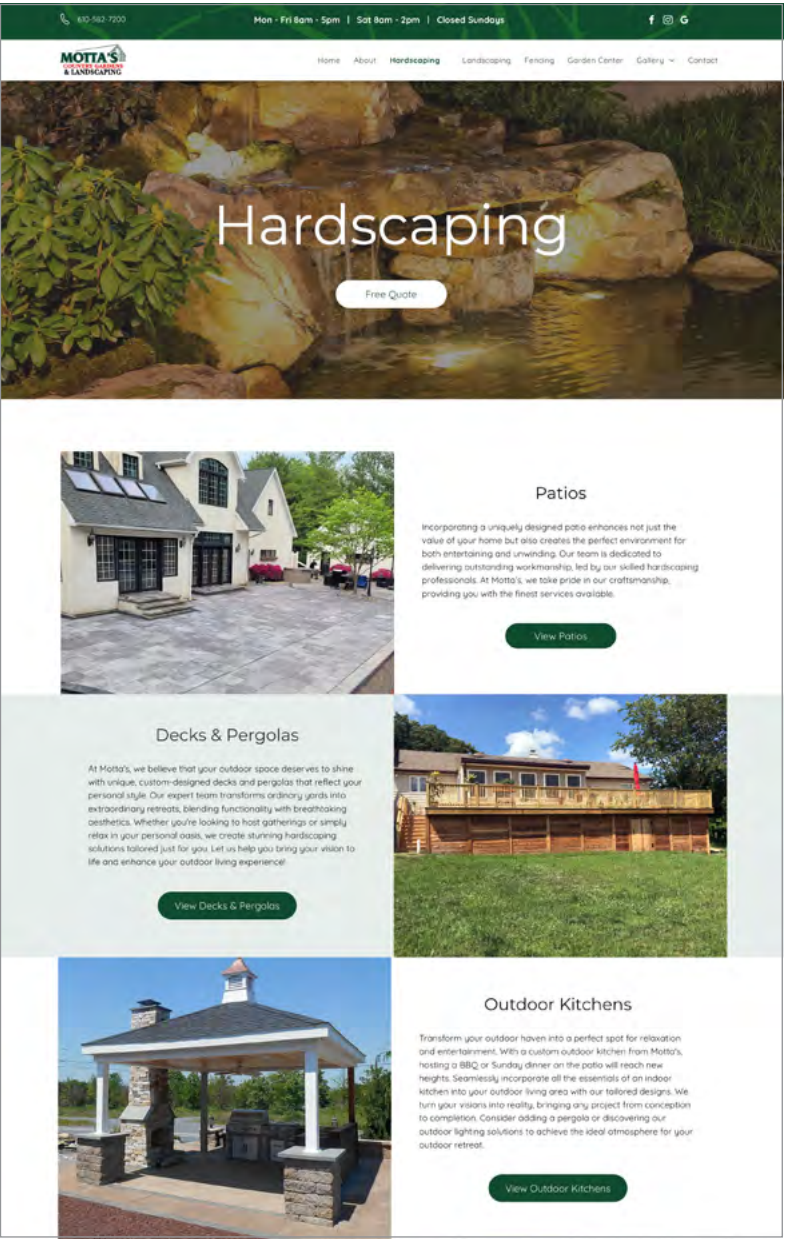 610-582-7200
Mon - Fri 8am - 5pm | Sat 8am - 2pm | Closed Sundays
MOTTA'S
COUNTRY GARDENS
& LANDSCAPING
Home About Hardscaping Landscaping Fencing Garden Center Gallery Contact
Hardscaping
Free Quote
Patios
Incorporating a uniquely designed patio enhances not just the
value of your home but also creates the perfect environment for
both entertaining and unwinding. Our team is dedicated to
delivering outstanding workmanship, led by our skilled hardscaping
professionals. At Motta's, we take pride in our craftsmanship,
providing you with the finest services available.
View Patios
Decks & Pergolas
At Motta's, we believe that your outdoor space deserves to shine
with unique, custom-designed decks and pergolas that reflect your
personal style. Our expert team transforms ordinary yards into
extraordinary retreats, blending functionality with breathtaking
aesthetics. Whether you're looking to host gatherings or simply
relax in your personal oasis, we create stunning hardscaping
solutions tailored just for you. Let us help you bring your vision to
life and enhance your outdoor living experience!
View Decks & Pergolas
Outdoor Kitchens
Transform your outdoor haven into a perfect spot for relaxation
and entertainment. With a custom outdoor kitchen from Motta's,
hosting a BBQ or Sunday dinner on the patio will reach new
heights. Seamlessly incorporate all the essentials of an indoor
kitchen into your outdoor living area with our tailored designs. We
turn your visions into reality, bringing any project from conception
to completion. Consider adding a pergola or discovering our
outdoor lighting solutions to achieve the ideal atmosphere for your
outdoor retreat.
View Outdoor Kitchens